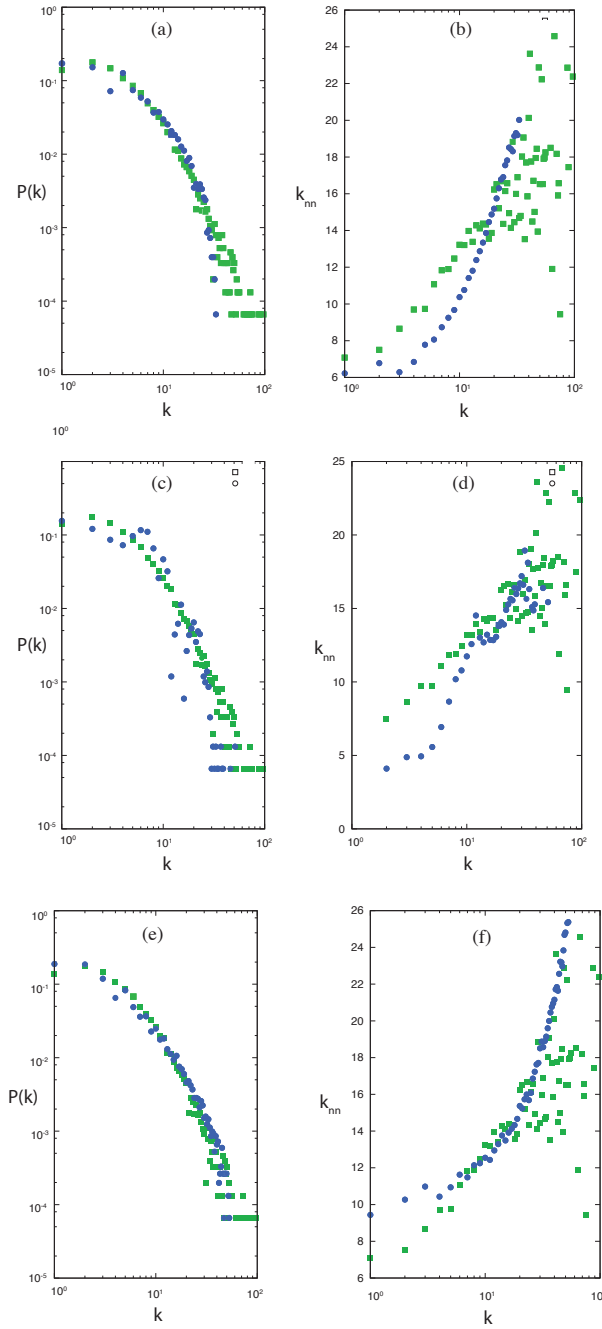 (a) (b)
10⁰ 26
10⁻¹ 24
22
10⁻² 20
P(k) k_nn 18
16
10⁻³ 14
12
10⁻⁴ 10
8
10⁻⁵ 6
10⁰ 10¹ 10² 10⁰ 10¹ 10²
k k
10⁰
(c) (d)
25
10⁻¹ 20
10⁻² 15
P(k) k_nn
10⁻³ 10
10⁻⁴ 5
10⁻⁵ 0
10⁰ 10¹ 10² 10⁰ 10¹ 10²
k k
(e) (f)
10⁰ 26
24
10⁻¹ 22
20
10⁻² 18
P(k) k_nn 16
10⁻³ 14
12
10⁻⁴ 10
8
10⁻⁵ 6
10⁰ 10¹ 10² 10⁰ 10¹ 10²
k k